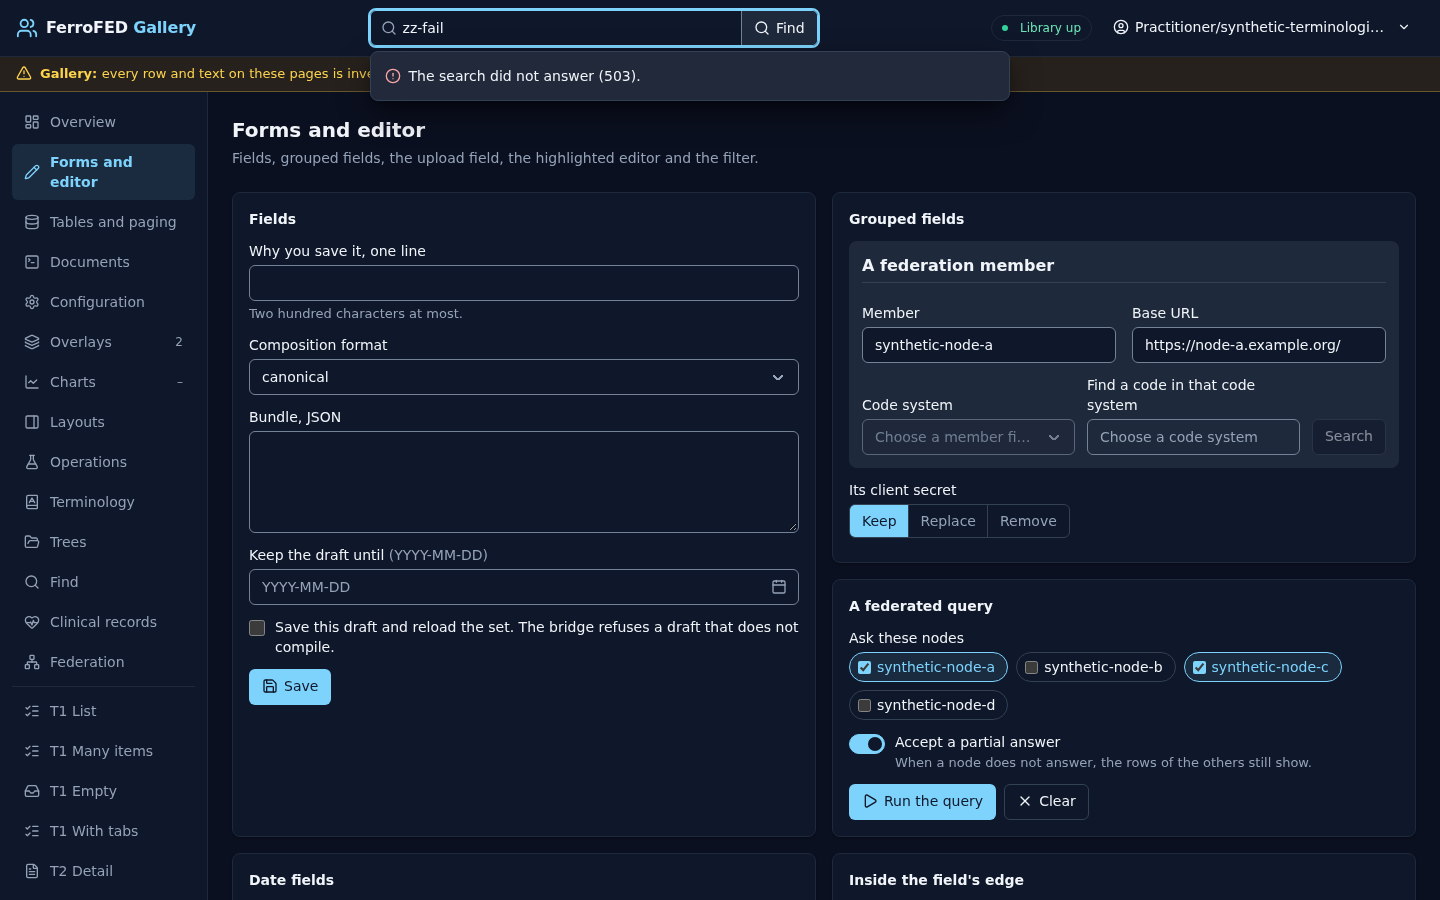 FerroFED Gallery
zz-fail
Find
Library up
Practitioner/synthetic-terminologi...
Gallery: every row and text on these pages is inve
The search did not answer (503).
Overview
Forms and
editor
Tables and paging
Documents
Configuration
Overlays 2
Charts –
Layouts
Operations
Terminology
Trees
Find
Clinical records
Federation
T1 List
T1 Many items
T1 Empty
T1 With tabs
T2 Detail
Forms and editor
Fields, grouped fields, the upload field, the highlighted editor and the filter.
Fields
Why you save it, one line
Two hundred characters at most.
Composition format
canonical
Bundle, JSON
Keep the draft until (YYYY-MM-DD)
YYYY-MM-DD
Save this draft and reload the set. The bridge refuses a draft that does not
compile.
Save
Grouped fields
A federation member
Member
Base URL
synthetic-node-a
https://node-a.example.org/
Code system
Find a code in that code
system
Choose a member fi...
Choose a code system
Search
Its client secret
Keep Replace Remove
A federated query
Ask these nodes
synthetic-node-a synthetic-node-b synthetic-node-c
synthetic-node-d
Accept a partial answer
When a node does not answer, the rows of the others still show.
Run the query
Clear
Date fields
Inside the field's edge